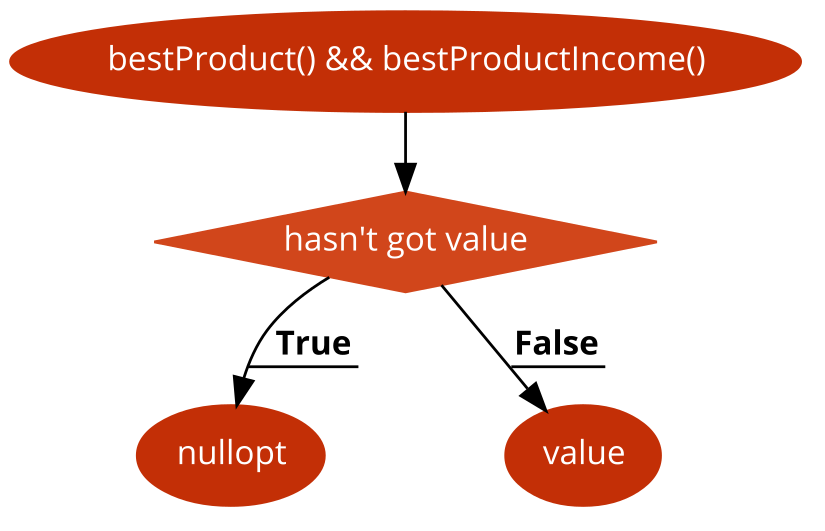 bestProduct() && bestProductIncome()
hasn't got value
True
False
nullopt
value